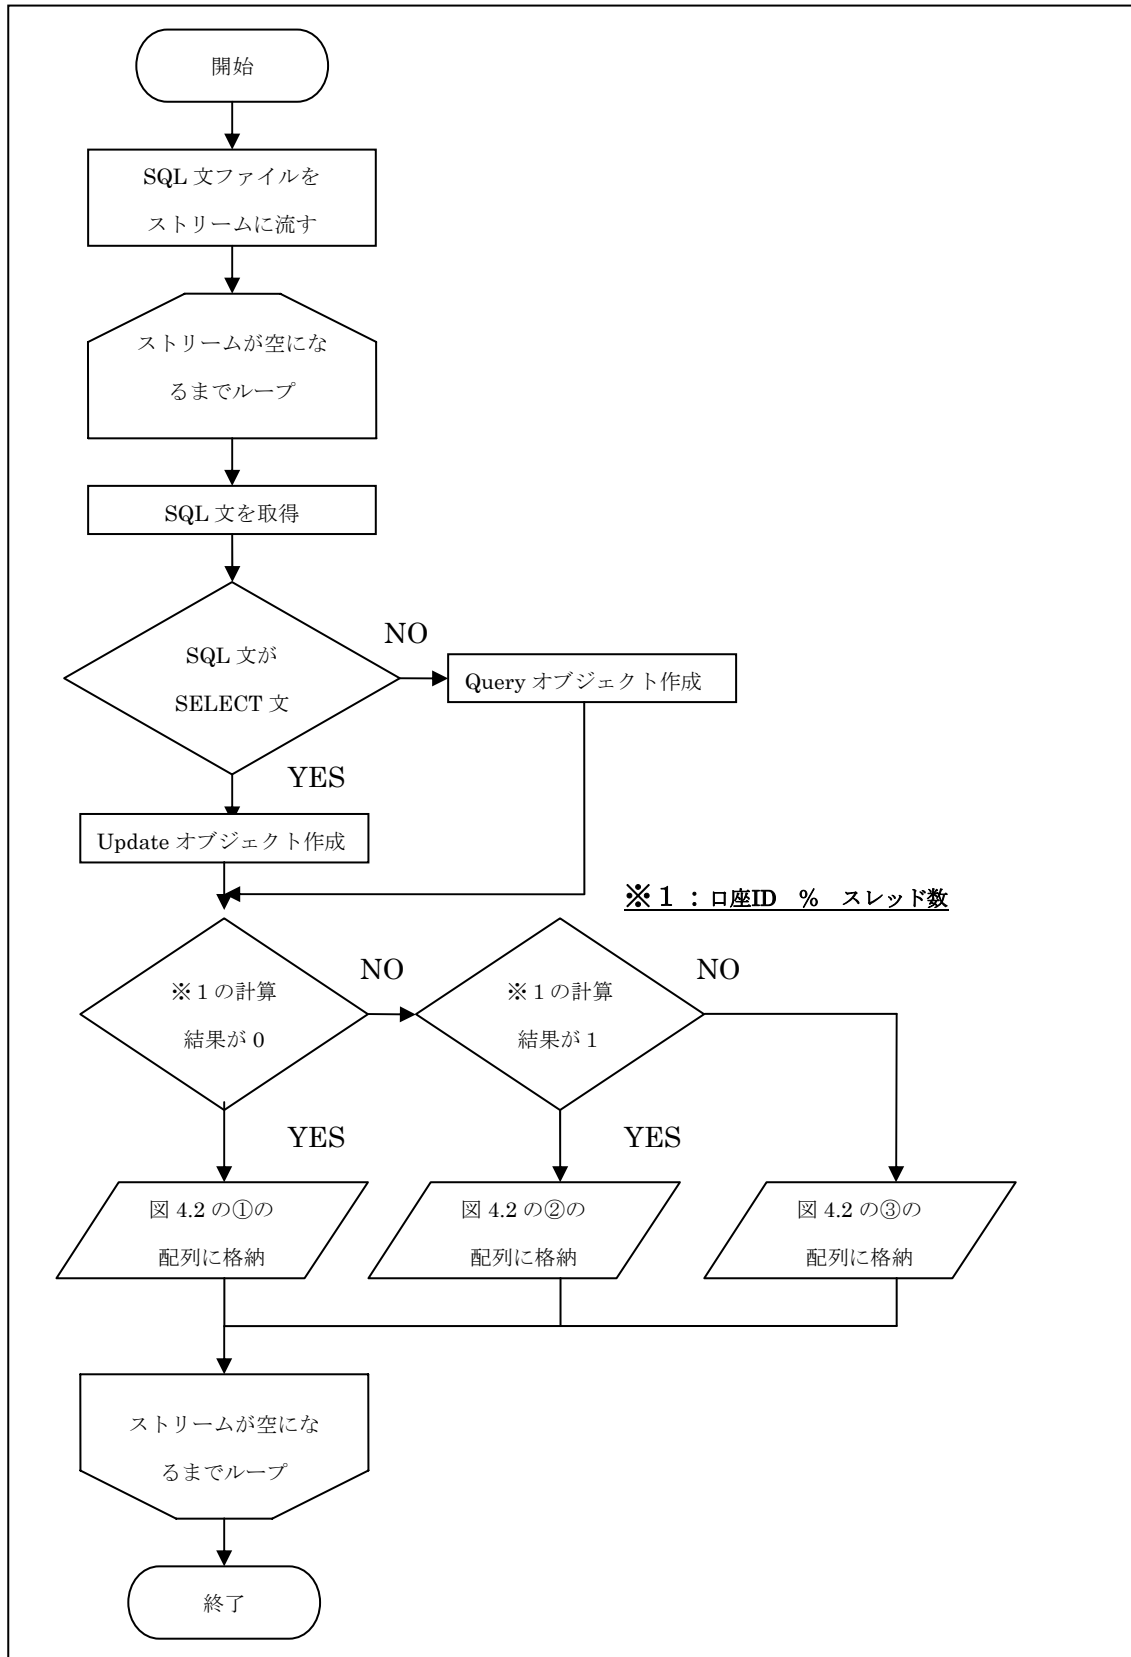 開始
SQL 文ファイルを
ストリームに流す
ストリームが空にな
るまでループ
SQL 文を取得
SQL 文が
SELECT 文
NO
Query オブジェクト作成
YES
Update オブジェクト作成
※１：口座ID　%　スレッド数
※１の計算
結果が 0
NO
※１の計算
結果が 1
NO
YES
YES
図 4.2 の①の
配列に格納
図 4.2 の②の
配列に格納
図 4.2 の③の
配列に格納
ストリームが空にな
るまでループ
終了